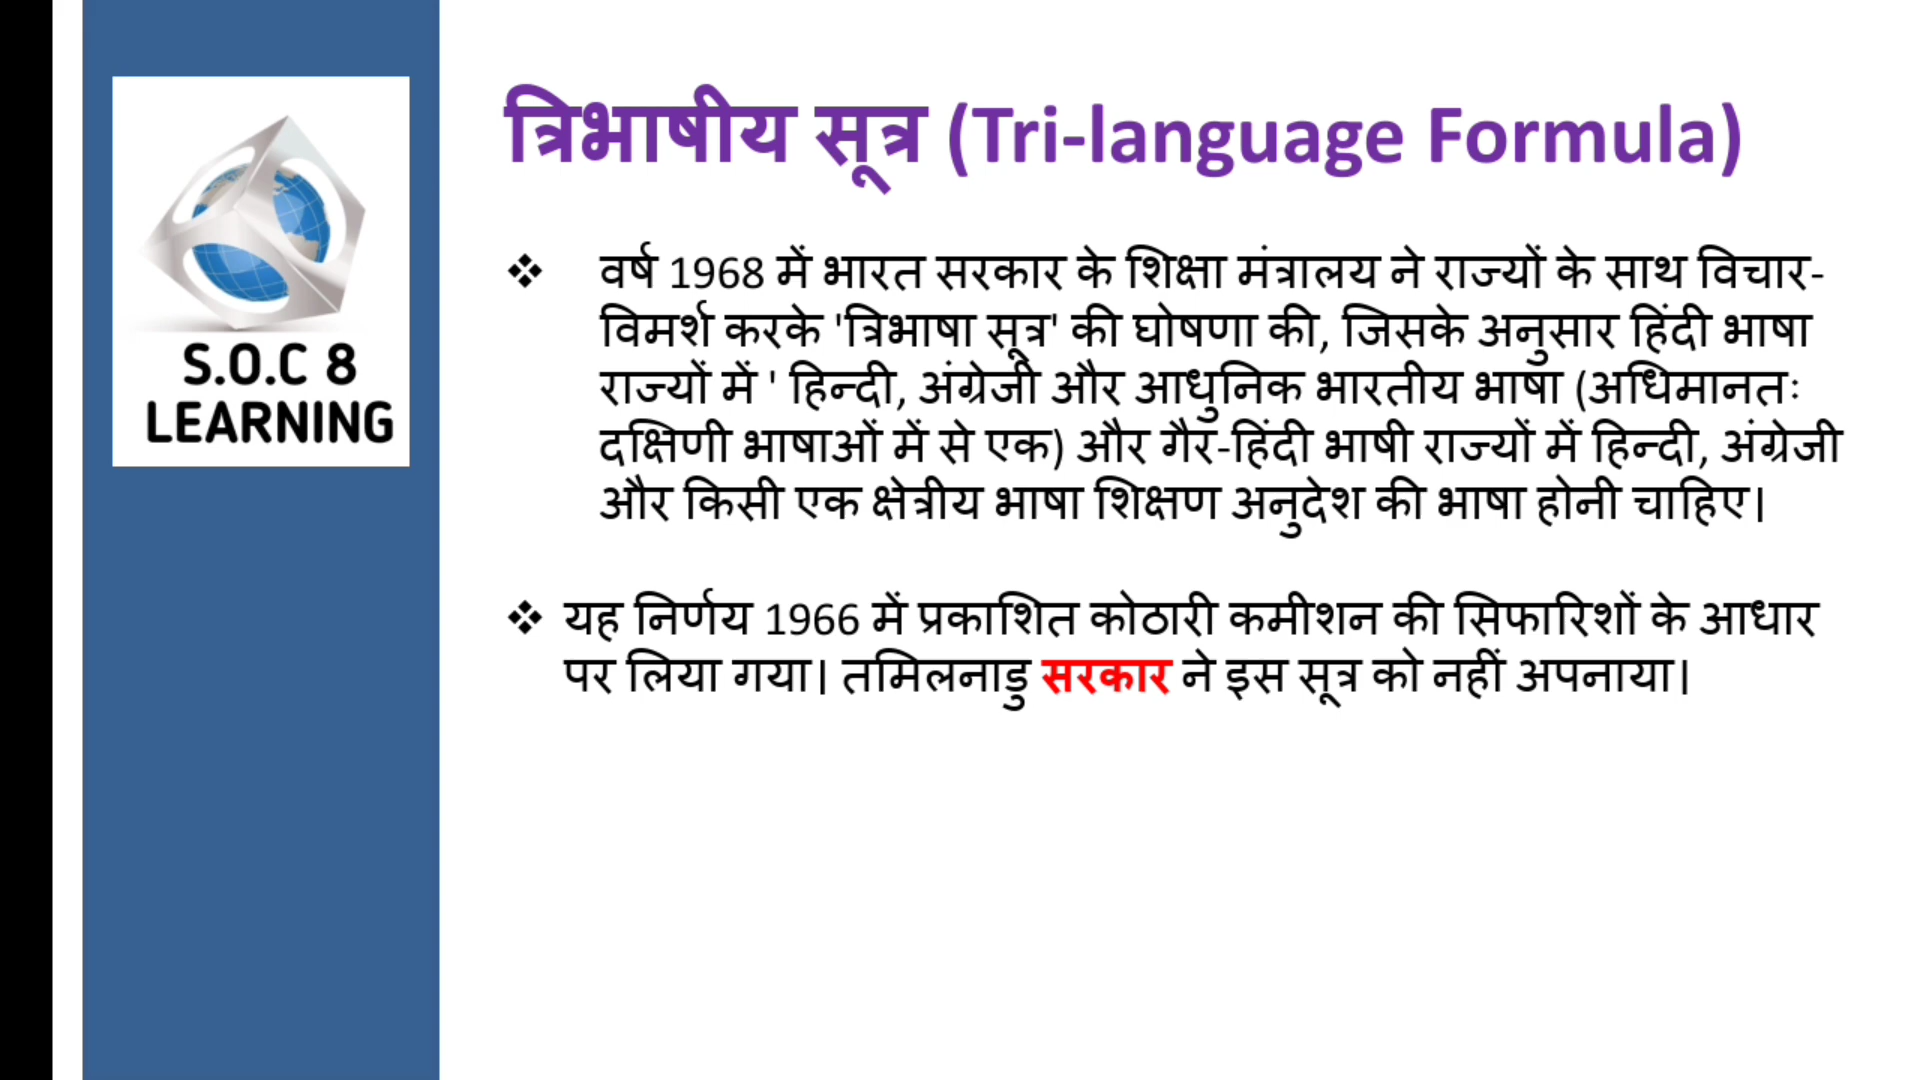 S.O.C 8
LEARNING
त्रिभाषीय सूत्र (Tri-language Formula)
❖ वर्ष 1968 में भारत सरकार के शिक्षा मंत्रालय ने राज्यों के साथ विचार-
विमर्श करके 'त्रिभाषा सूत्र' की घोषणा की, जिसके अनुसार हिंदी भाषा
राज्यों में ' हिन्दी, अंग्रेजी और आधुनिक भारतीय भाषा (अधिमानतः
दक्षिणी भाषाओं में से एक) और गैर-हिंदी भाषी राज्यों में हिन्दी, अंग्रेजी
और किसी एक क्षेत्रीय भाषा शिक्षण अनुदेश की भाषा होनी चाहिए।
❖ यह निर्णय 1966 में प्रकाशित कोठारी कमीशन की सिफारिशों के आधार
पर लिया गया। तमिलनाडु सरकार ने इस सूत्र को नहीं अपनाया।